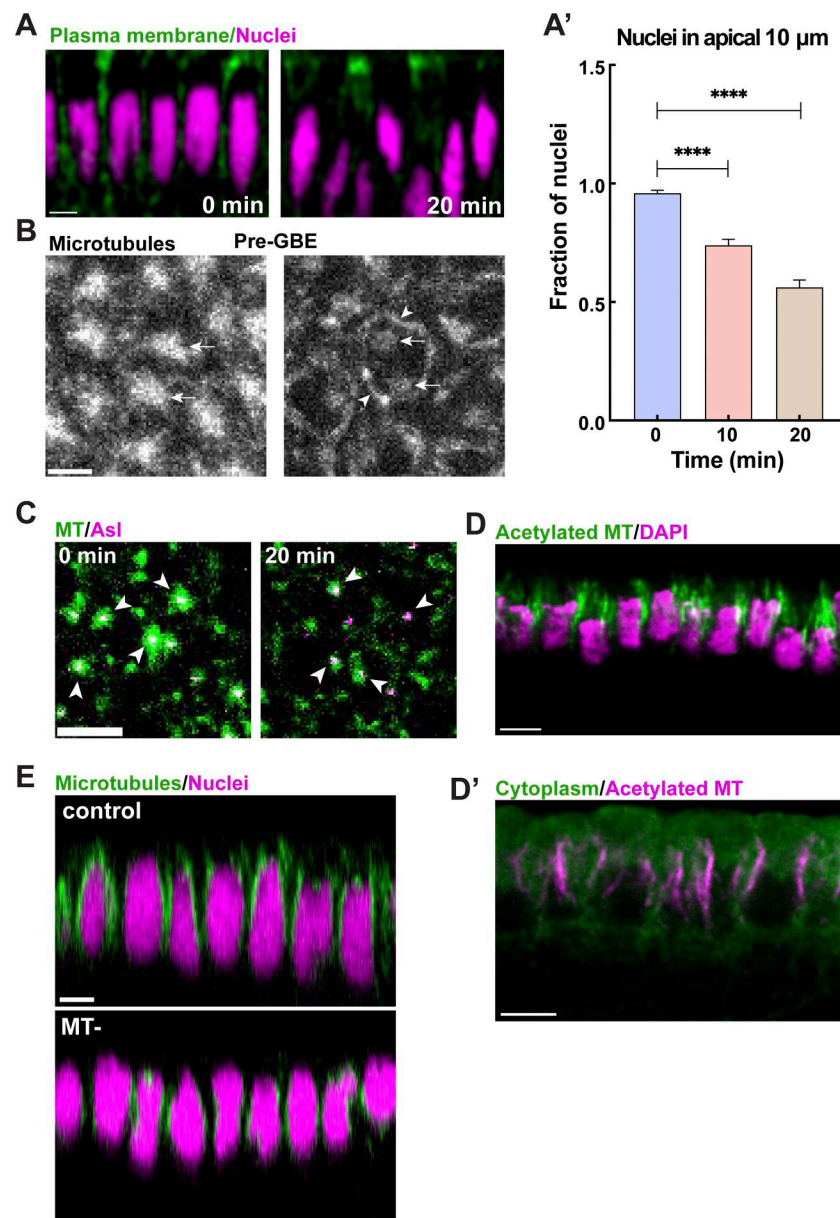 A
Plasma membrane/Nuclei
0 min
20 min
A’
Nuclei in apical 10 μm
1.5
1.0
0.5
0.0
Fraction of nuclei
****
****
0
10
20
Time (min)
B
Microtubules
Pre-GBE
C
MT/Asl
0 min
20 min
D
Acetylated MT/DAPI
E
Microtubules/Nuclei
control
MT-
D’
Cytoplasm/Acetylated MT